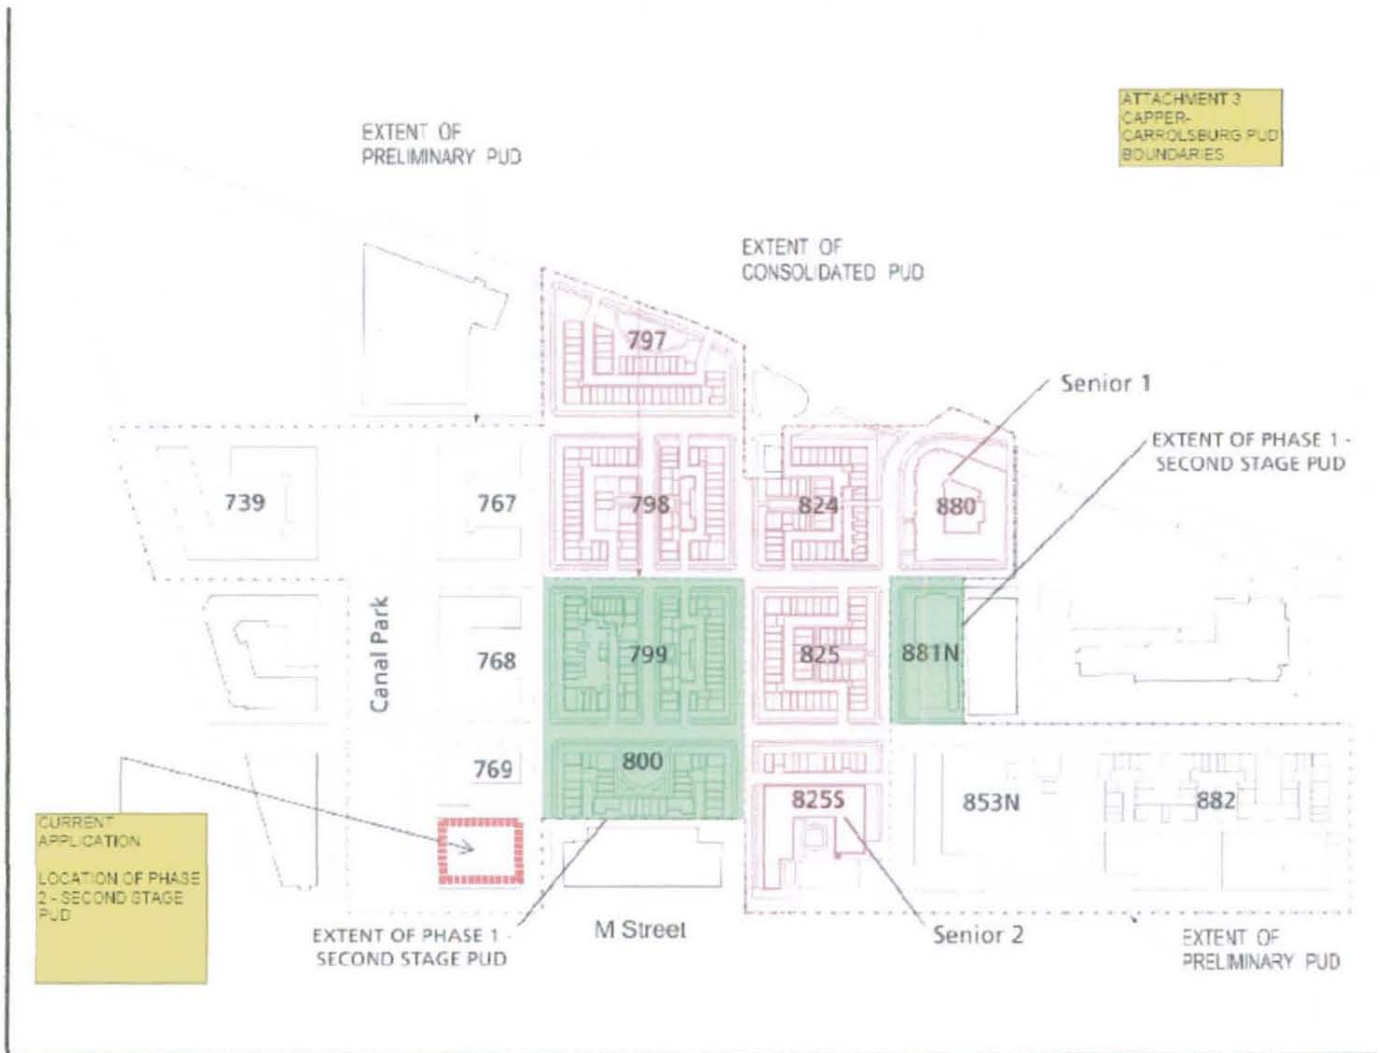 ATTACHMENT 3
CAPPER-
CARROLSBURG PUD
BOUNDARIES
EXTENT OF
PRELIMINARY PUD
EXTENT OF
CONSOLIDATED PUD
797
Senior 1
EXTENT OF PHASE 1 -
SECOND STAGE PUD
739
767
798
824
880
Canal Park
768
799
825
881N
769
800
825S
853N
882
CURRENT
APPLICATION
LOCATION OF PHASE
2 - SECOND STAGE
PUD
EXTENT OF PHASE 1 -
SECOND STAGE PUD
M Street
Senior 2
EXTENT OF
PRELIMINARY PUD